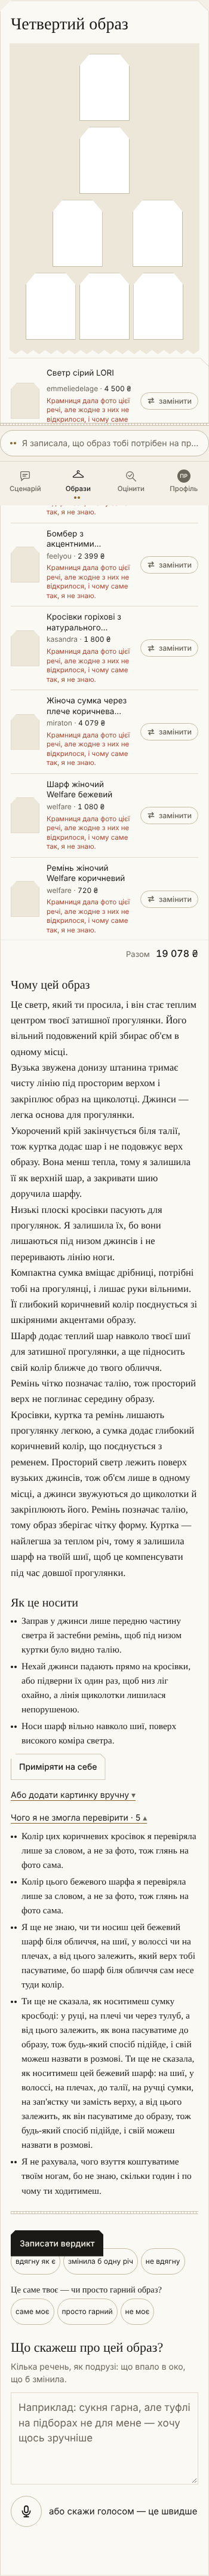 Четвертий образ
Светр сірий LORI
emmeliedelage · 4 500 ₴
Крамниця дала фото цієї
речі, але жодне з них не
відкрилося, і чому саме
замінити
Я записала, що образ тобі потрібен на пр...
Сценарій
Образи
Оцінити
ПР
Профіль
так, я не знаю.
Бомбер з
акцентними...
feelyou · 2 399 ₴
Крамниця дала фото цієї
речі, але жодне з них не
відкрилося, і чому саме
так, я не знаю.
замінити
Кросівки горіхові з
натурального...
kasandra · 1 800 ₴
Крамниця дала фото цієї
речі, але жодне з них не
відкрилося, і чому саме
так, я не знаю.
замінити
Жіноча сумка через
плече коричнева...
miraton · 4 079 ₴
Крамниця дала фото цієї
речі, але жодне з них не
відкрилося, і чому саме
так, я не знаю.
замінити
Шарф жіночий
Welfare бежевий
welfare · 1 080 ₴
Крамниця дала фото цієї
речі, але жодне з них не
відкрилося, і чому саме
так, я не знаю.
замінити
Ремінь жіночий
Welfare коричневий
welfare · 720 ₴
Крамниця дала фото цієї
речі, але жодне з них не
відкрилося, і чому саме
так, я не знаю.
замінити
Разом 19 078 ₴
Чому цей образ
Це светр, який ти просила, і він стає теплим
центром твоєї затишної прогулянки. Його
вільний подовжений крій збирає об'єм в
одному місці.
Вузька звужена донизу штанина тримає
чисту лінію під просторим верхом і
закріплює образ на щиколотці. Джинси —
легка основа для прогулянки.
Укорочений крій закінчується біля талії,
тож куртка додає шар і не подовжує верх
образу. Вона менш тепла, тому я залишила
її як верхній шар, а закривати шию
доручила шарфу.
Низькі пласкі кросівки пасують для
прогулянок. Я залишила їх, бо вони
лишаються під низом джинсів і не
переривають лінію ноги.
Компактна сумка вміщає дрібниці, потрібні
тобі на прогулянці, і лишає руки вільними.
Її глибокий коричневий колір поєднується зі
шкіряними акцентами образу.
Шарф додає теплий шар навколо твоєї шиї
для затишної прогулянки, а ще підносить
свій колір ближче до твого обличчя.
Ремінь чітко позначає талію, тож просторий
верх не поглинає середину образу.
Кросівки, куртка та ремінь лишають
прогулянку легкою, а сумка додає глибокий
коричневий колір, що поєднується з
ременем. Просторий светр лежить поверх
вузьких джинсів, тож об'єм лише в одному
місці, а джинси звужуються до щиколотки й
закріплюють його. Ремінь позначає талію,
тому образ зберігає чітку форму. Куртка —
найлегша за теплом річ, тому я залишила
шарф на твоїй шиї, щоб це компенсувати
під час довшої прогулянки.
Як це носити
Заправ у джинси лише передню частину
светра й застебни ремінь, щоб під низом
куртки було видно талію.
Нехай джинси падають прямо на кросівки,
або підверни їх один раз, щоб низ ліг
охайно, а лінія щиколотки лишилася
непорушеною.
Носи шарф вільно навколо шиї, поверх
високого коміра светра.
Приміряти на себе
Або додати картинку вручну ▾
Чого я не змогла перевірити · 5 ▴
Колір цих коричневих кросівок я перевіряла
лише за словом, а не за фото, тож глянь на
фото сама.
Колір цього бежевого шарфа я перевіряла
лише за словом, а не за фото, тож глянь на
фото сама.
Я ще не знаю, чи ти носиш цей бежевий
шарф біля обличчя, на шиї, у волоссі чи на
плечах, а від цього залежить, який верх тобі
пасуватиме, бо шарф біля обличчя сам несе
туди колір.
Ти ще не сказала, як носитимеш сумку
кросбоді: у руці, на плечі чи через тулуб, а
від цього залежить, як вона пасуватиме до
образу, тож будь-який спосіб підійде, і свій
можеш назвати в розмові. Ти ще не сказала,
як носитимеш цей бежевий шарф: на шиї, у
волоссі, на плечах, до талії, на ручці сумки,
на зап'ястку чи замість верху, а від цього
залежить, як він пасуватиме до образу, тож
будь-який спосіб підійде, і свій можеш
назвати в розмові.
Я не рахувала, чого взуття коштуватиме
твоїм ногам, бо не знаю, скільки годин і по
чому ти ходитимеш.
Записати вердикт
вдягну як є
змінила б одну річ
не вдягну
Це саме твоє — чи просто гарний образ?
саме моє
просто гарний
не моє
Що скажеш про цей образ?
Кілька речень, як подрузі: що впало в око,
що б змінила.
Наприклад: сукня гарна, але туфлі
на підборах не для мене — хочу
щось зручніше
або скажи голосом — це швидше